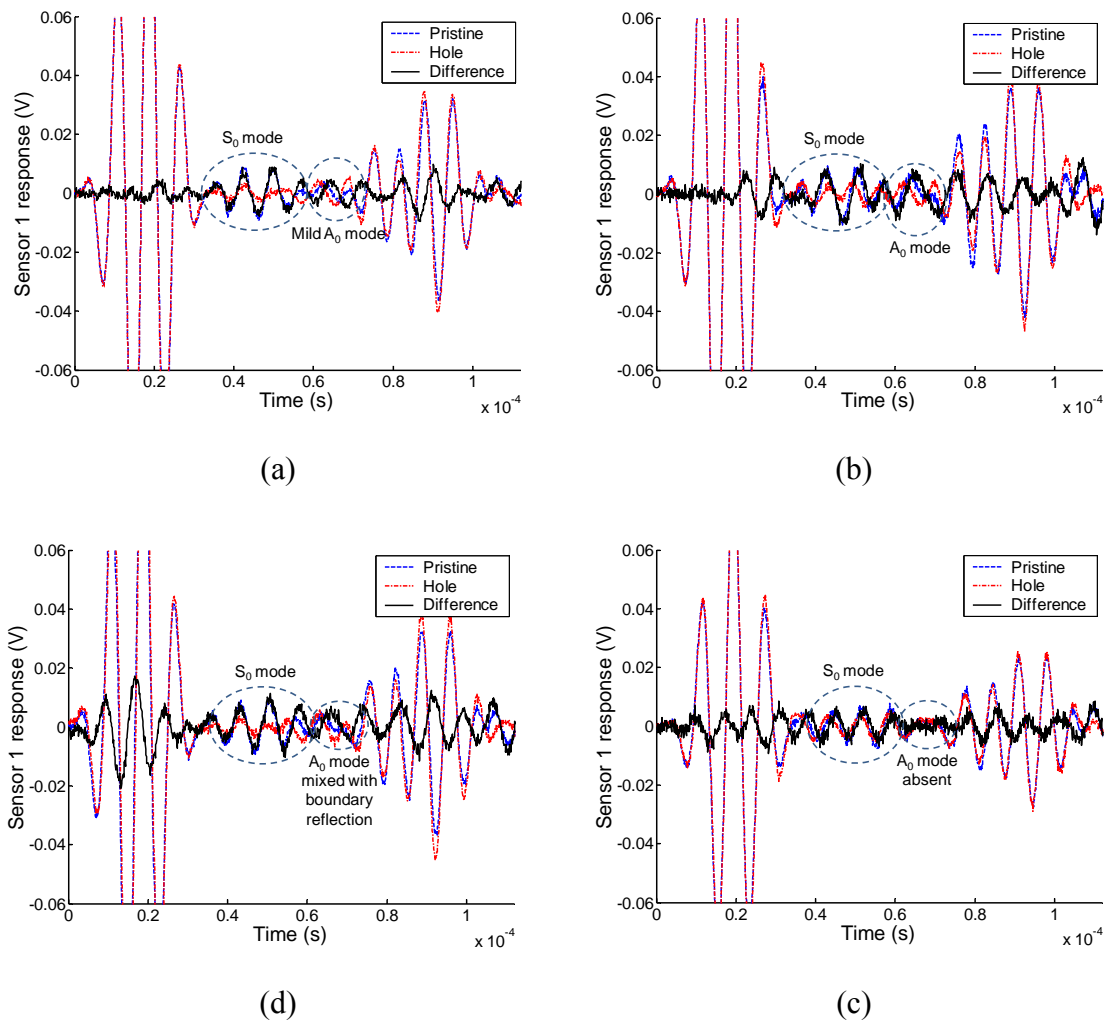 0.06
0.04
0.02
0
-0.02
-0.04
-0.06
Sensor 1 response (V)
Pristine
Hole
Difference
S0 mode
Mild A0 mode
0
0.2
0.4
0.6
0.8
1
Time (s)
x 10-4
(a)
0.06
0.04
0.02
0
-0.02
-0.04
-0.06
Sensor 1 response (V)
Pristine
Hole
Difference
S0 mode
A0 mode
0
0.2
0.4
0.6
0.8
1
Time (s)
x 10-4
(b)
0.06
0.04
0.02
0
-0.02
-0.04
-0.06
Sensor 1 response (V)
Pristine
Hole
Difference
S0 mode
A0 mode
mixed with
boundary
reflection
0
0.2
0.4
0.6
0.8
1
Time (s)
x 10-4
(d)
0.06
0.04
0.02
0
-0.02
-0.04
-0.06
Sensor 1 response (V)
Pristine
Hole
Difference
S0 mode
A0 mode
absent
0
0.2
0.4
0.6
0.8
1
Time (s)
x 10-4
(c)